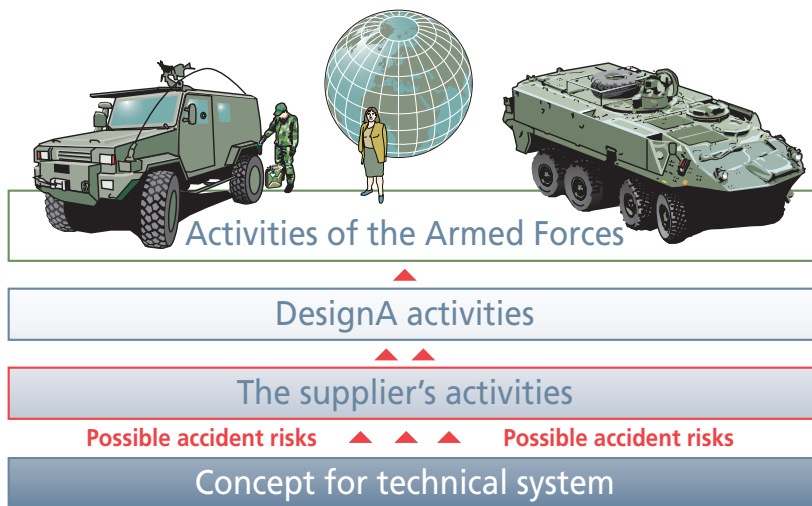 Activities of the Armed Forces
DesignA activities
The supplier’s activities
Possible accident risks Possible accident risks
Concept for technical system